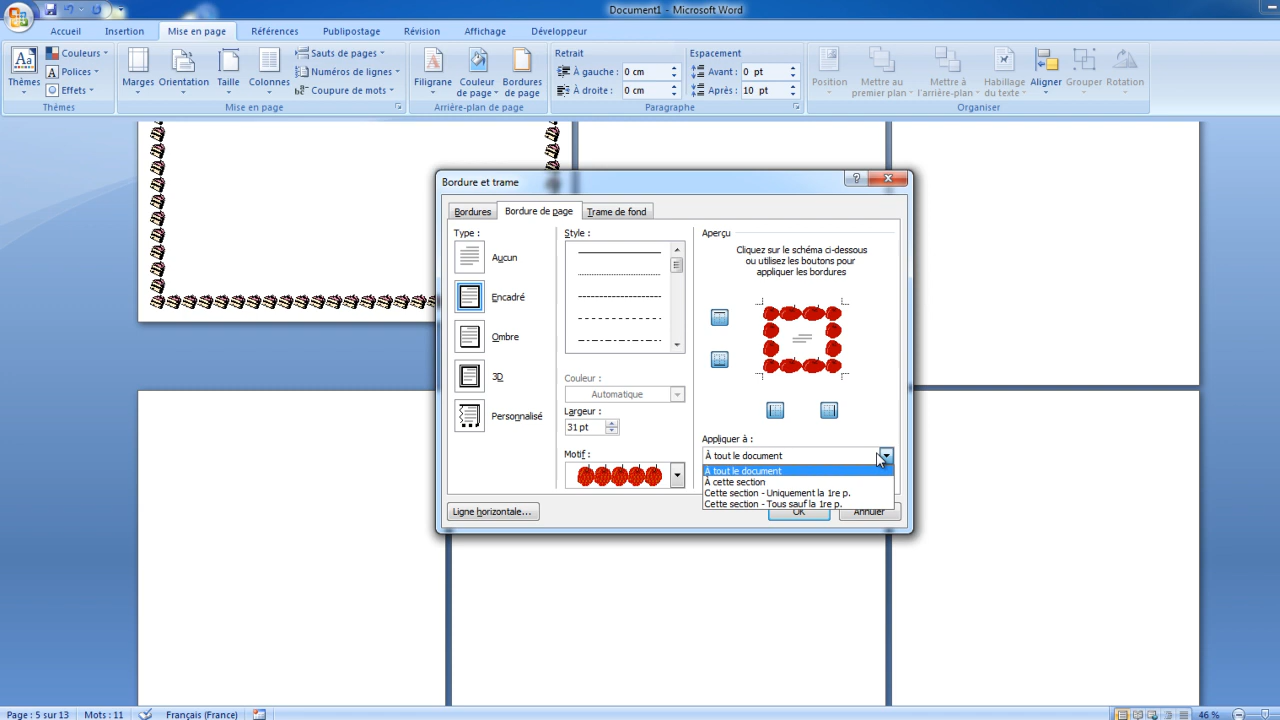 Document1 - Microsoft Word
Accueil Insertion Mise en page Références Publipostage Révision Affichage Développeur
Thèmes
Couleurs
Polices
Effets
Thèmes
Marges
Orientation
Taille
Colonnes
Sauts de pages
Numéros de lignes
Coupure de mots
Mise en page
Filigrane
Couleur de page
Bordures de page
Arrière-plan de page
Retrait
À gauche : 0 cm
À droite : 0 cm
Espacement
Avant : 0 pt
Après : 10 pt
Paragraphe
Position
Mettre au premier plan
Mettre à l'arrière-plan
Habillage du texte
Aligner
Grouper
Rotation
Organiser
Bordure et trame
?
Bordures Bordure de page Trame de fond
Type :
Aucun
Encadré
Ombre
3D
Personnalisé
Style :
Couleur :
Automatique
Largeur :
31 pt
Motif :
Aperçu
Cliquez sur le schéma ci-dessous
ou utilisez les boutons pour
appliquer les bordures
Appliquer à :
À tout le document
À tout le document
À cette section
Cette section - Uniquement la 1re p.
Cette section - Tous sauf la 1re p.
Ligne horizontale...
OK
Annuler
Page : 5 sur 13 Mots : 11 Français (France) 46 %